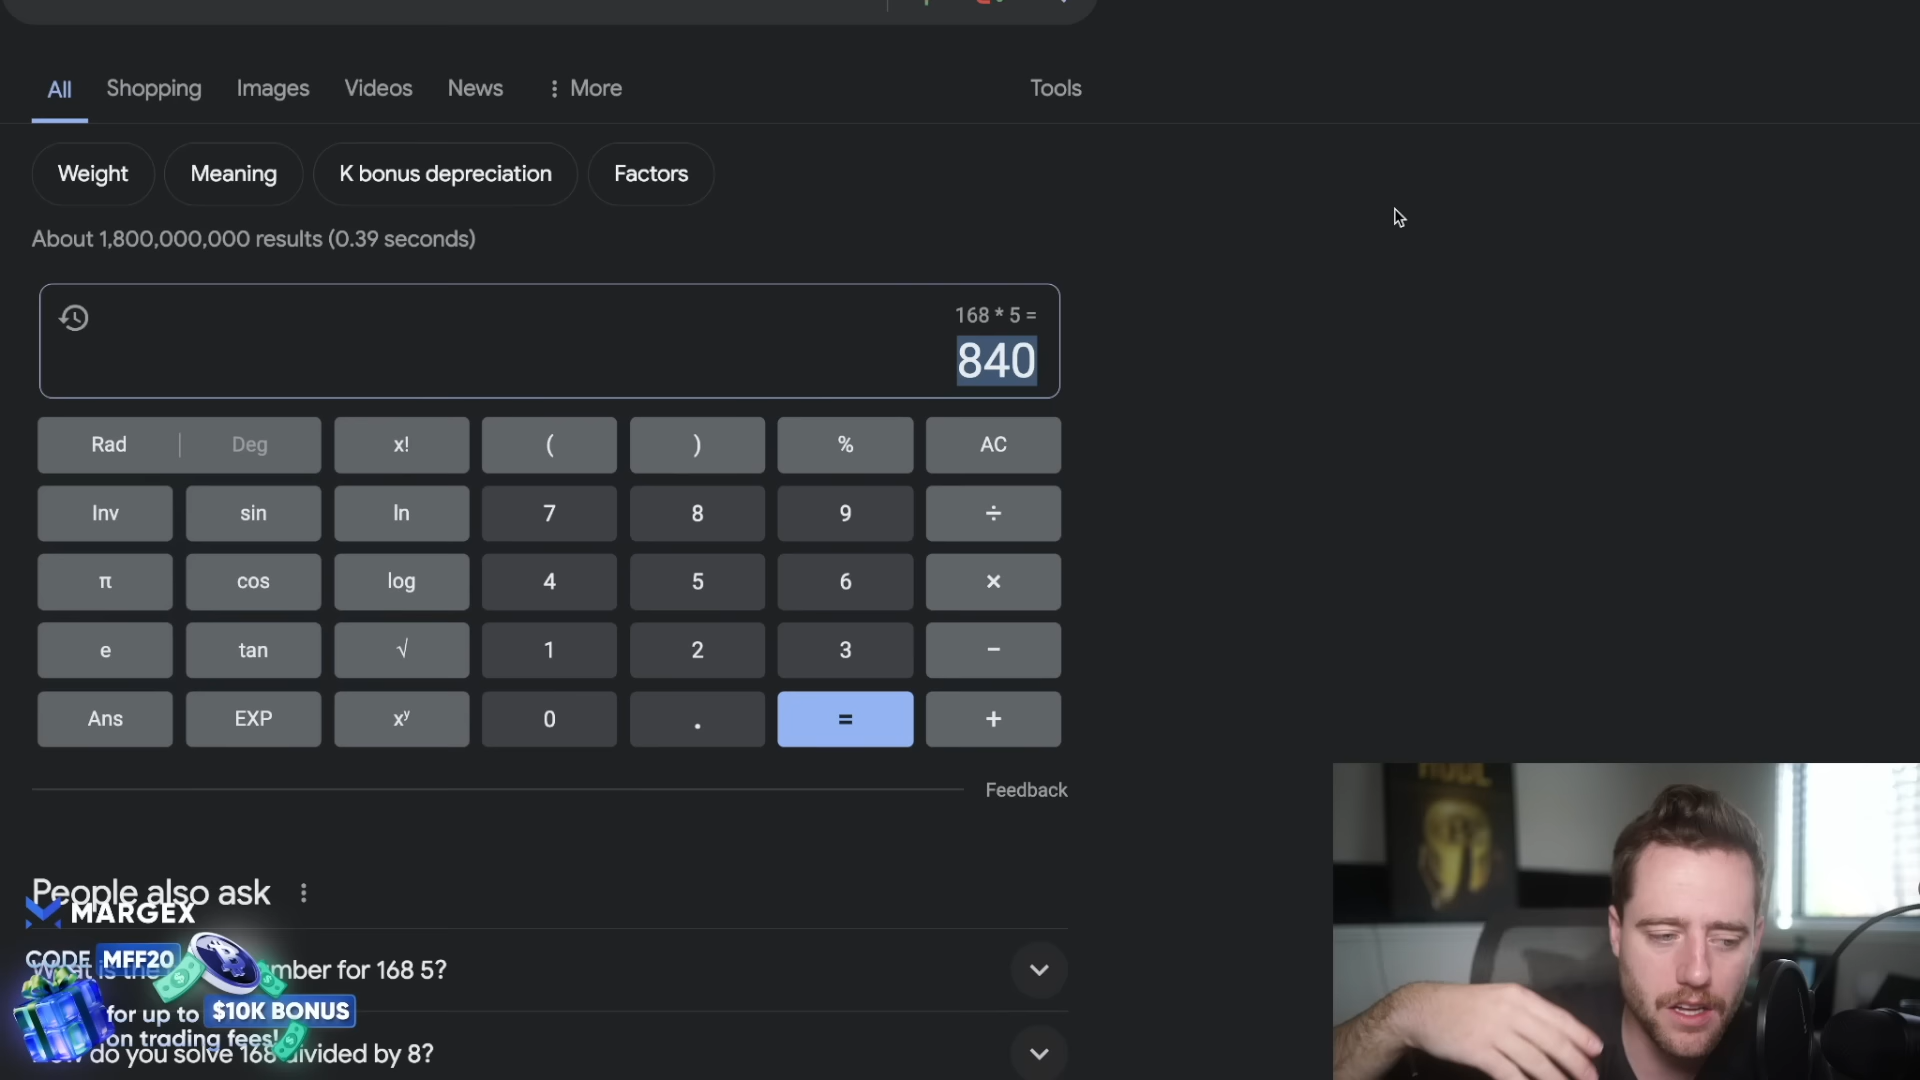 All Shopping Images Videos News More Tools
Weight Meaning K bonus depreciation Factors
About 1,800,000,000 results (0.39 seconds)
168 * 5 =
840
Rad Deg x! ( ) % AC
Inv sin ln 7 8 9 ÷
π cos log 4 5 6 ×
e tan √ 1 2 3 −
Ans EXP xʸ 0 . = +
Feedback
People also ask
MARGEX
CODE MFF20
mber for 168 5?
for up to $10K BONUS
on trading fees!
do you solve 168 divided by 8?